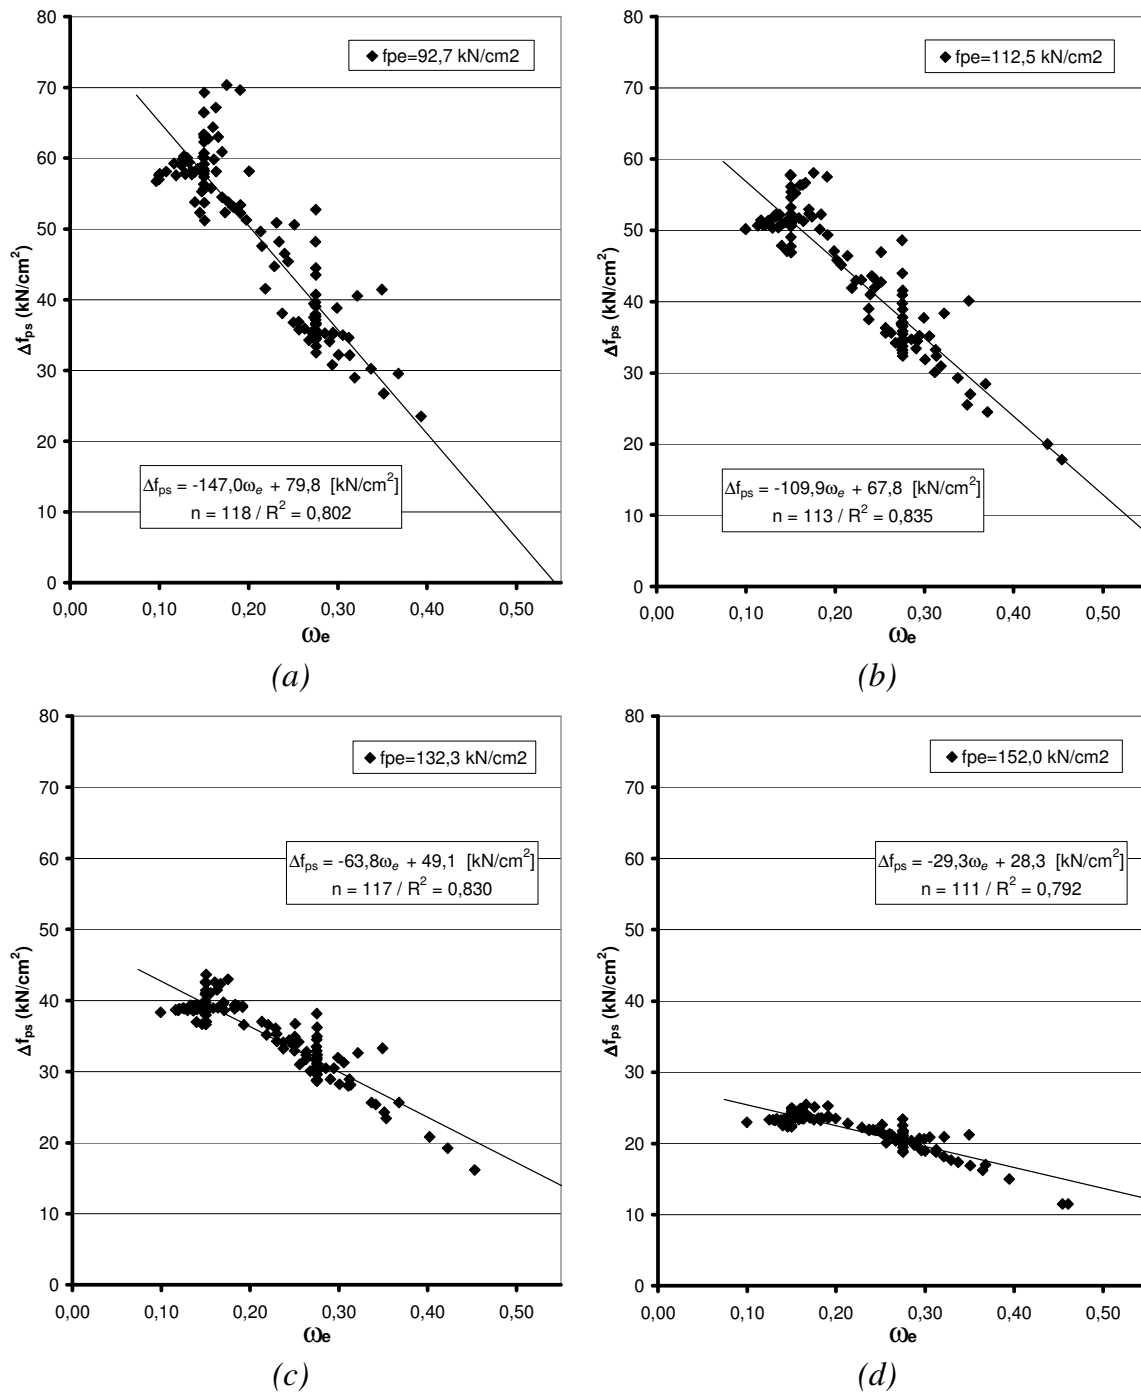 80
70
60
50
40
30
20
10
0
Δfps (kN/cm²)
fpe=92,7 kN/cm2
Δfps = -147,0ωe + 79,8 [kN/cm²]
n = 118 / R² = 0,802
0,00 0,10 0,20 0,30 0,40 0,50
ωe
(a)
80
70
60
50
40
30
20
10
0
Δfps (kN/cm²)
fpe=112,5 kN/cm2
Δfps = -109,9ωe + 67,8 [kN/cm²]
n = 113 / R² = 0,835
0,00 0,10 0,20 0,30 0,40 0,50
ωe
(b)
80
70
60
50
40
30
20
10
0
Δfps (kN/cm²)
fpe=132,3 kN/cm2
Δfps = -63,8ωe + 49,1 [kN/cm²]
n = 117 / R² = 0,830
0,00 0,10 0,20 0,30 0,40 0,50
ωe
(c)
80
70
60
50
40
30
20
10
0
Δfps (kN/cm²)
fpe=152,0 kN/cm2
Δfps = -29,3ωe + 28,3 [kN/cm²]
n = 111 / R² = 0,792
0,00 0,10 0,20 0,30 0,40 0,50
ωe
(d)